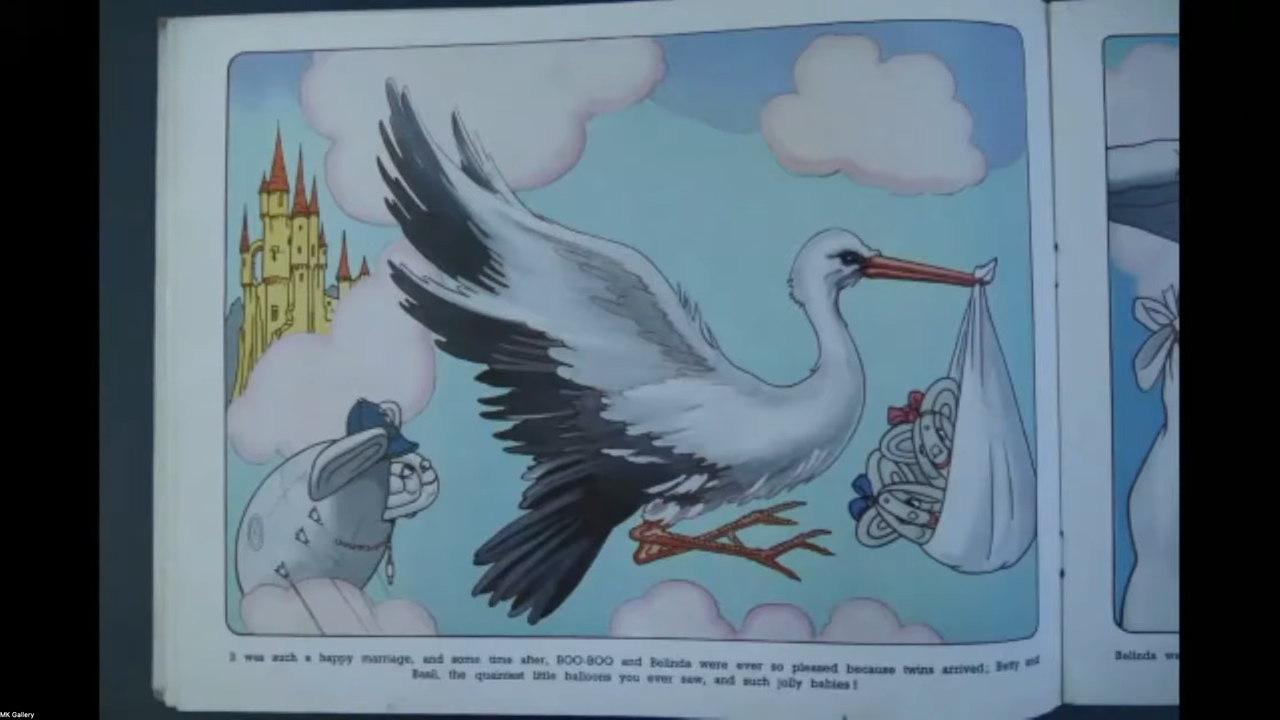 It was such a happy marriage, and some time after, BOO-BOO and Belinda were ever so pleased because twins arrived; Betty and
Basil, the quaintest little balloons you ever saw, and such jolly babies!
Belinda
MK Gallery